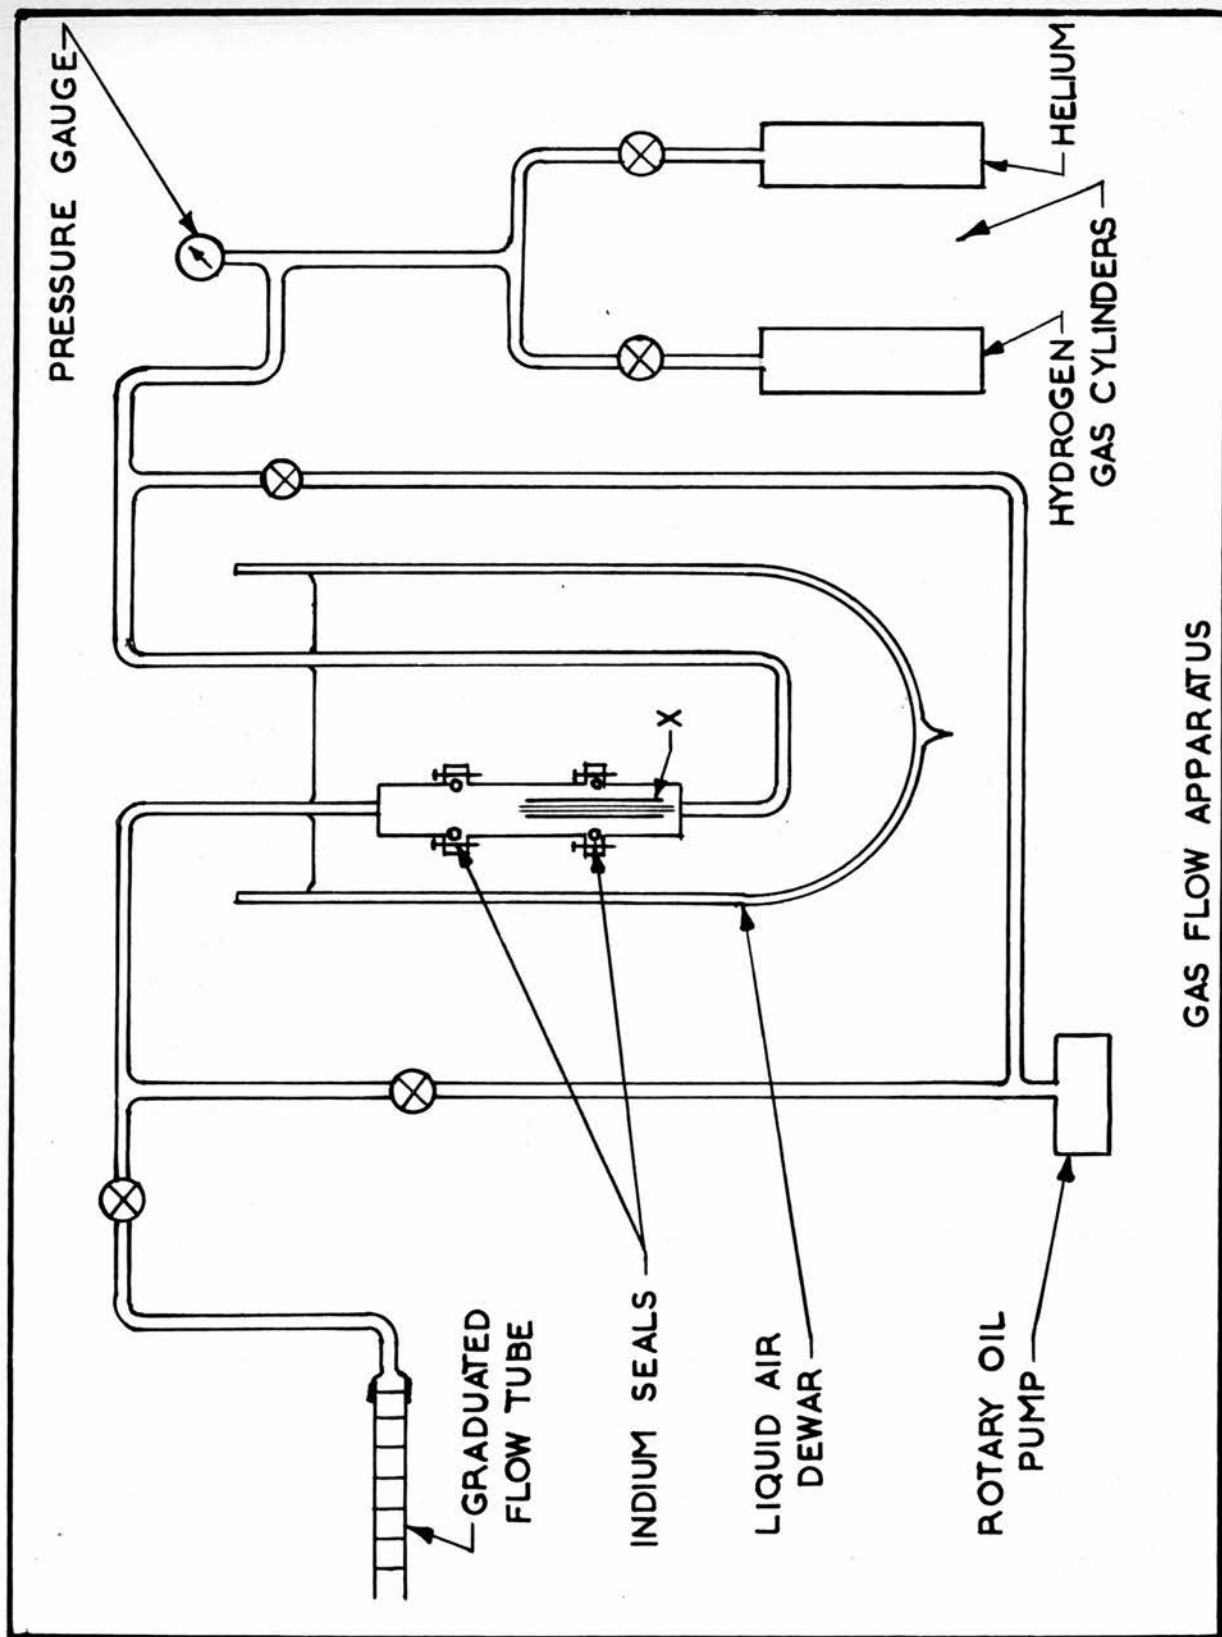 PRESSURE GAUGE
HELIUM
HYDROGEN
GAS CYLINDERS
X
GRADUATED
FLOW TUBE
INDIUM SEALS
LIQUID AIR
DEWAR
ROTARY OIL
PUMP
GAS FLOW APPARATUS